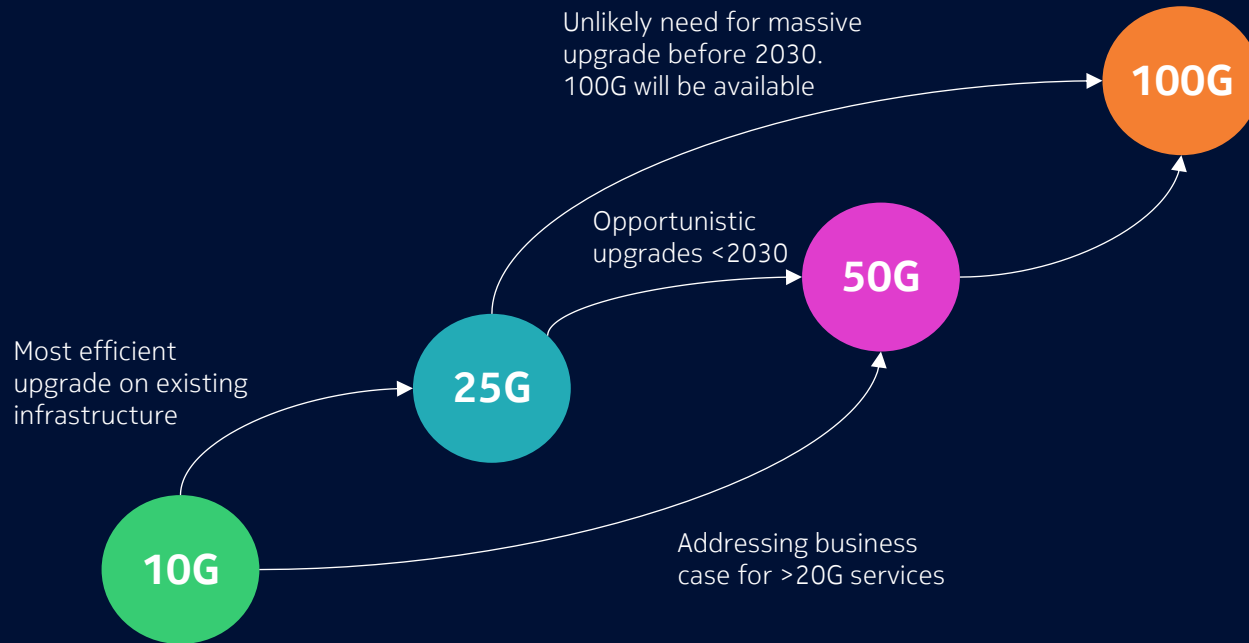 Unlikely need for massive
upgrade before 2030.
100G will be available
100G
Opportunistic
upgrades <2030
50G
Most efficient
upgrade on existing
infrastructure
25G
10G
Addressing business
case for >20G services